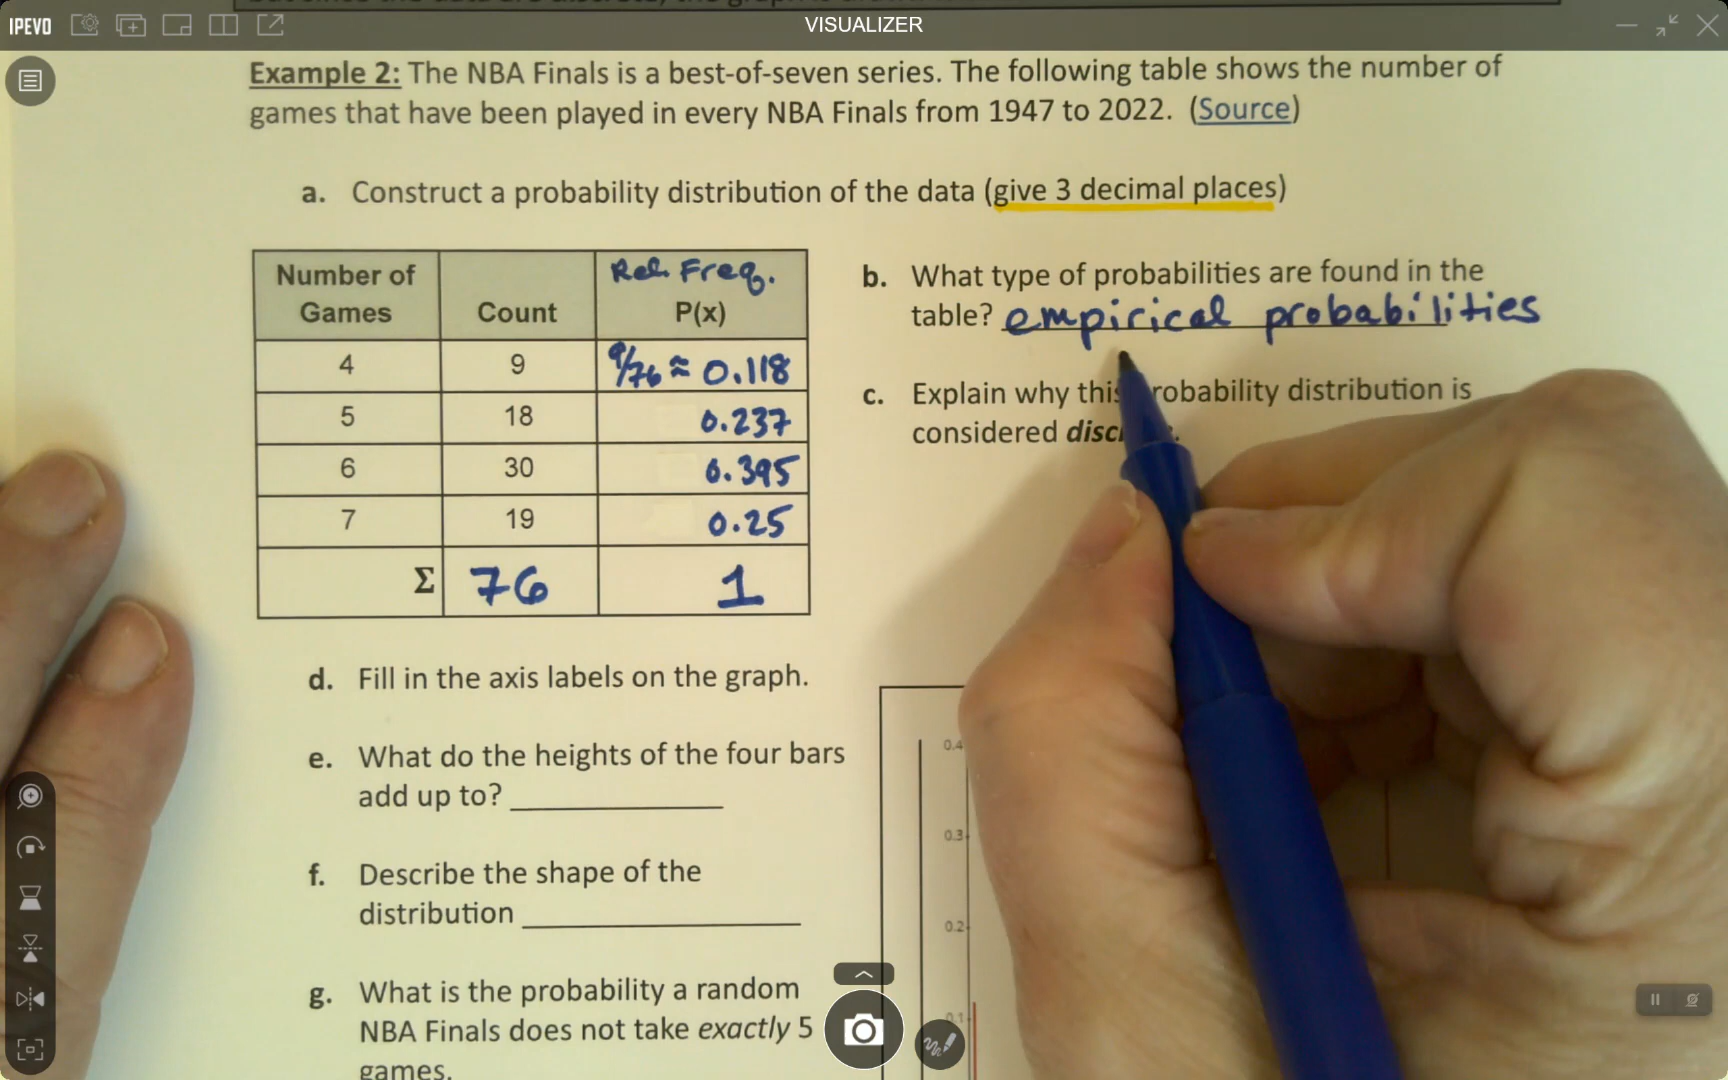 IPEVO
VISUALIZER
Example 2: The NBA Finals is a best-of-seven series. The following table shows the number of
games that have been played in every NBA Finals from 1947 to 2022. (Source)
a. Construct a probability distribution of the data (give 3 decimal places)
Number of Games Count Rel. Freq. P(x)
4 9 9/76 ≈ 0.118
5 18 0.237
6 30 0.395
7 19 0.25
Σ 76 1
b. What type of probabilities are found in the
table? empirical probabilities
c. Explain why this probability distribution is
considered
d. Fill in the axis labels on the graph.
e. What do the heights of the four bars
add up to?
f. Describe the shape of the
distribution
g. What is the probability a random
NBA Finals does not take exactly 5
games.
0.4
0.3
0.2
0.1